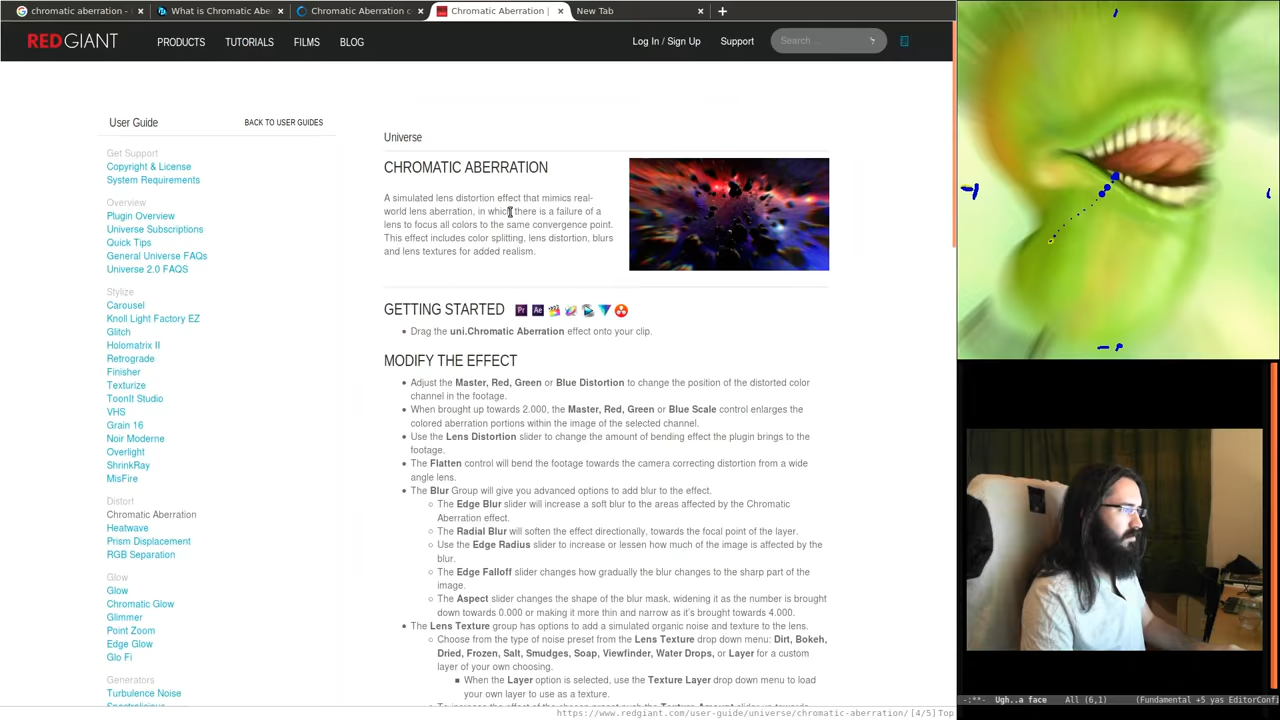 chromatic aberration -
What is Chromatic Abe
Chromatic Aberration c
Chromatic Aberration |
New Tab
REDGIANT
PRODUCTS
TUTORIALS
FILMS
BLOG
Log In / Sign Up
Support
Search ...
User Guide
BACK TO USER GUIDES
Get Support
Copyright & License
System Requirements
Overview
Plugin Overview
Universe Subscriptions
Quick Tips
General Universe FAQs
Universe 2.0 FAQS
Stylize
Carousel
Knoll Light Factory EZ
Glitch
Holomatrix II
Retrograde
Finisher
Texturize
ToonIt Studio
VHS
Grain 16
Noir Moderne
Overlight
ShrinkRay
MisFire
Distort
Chromatic Aberration
Heatwave
Prism Displacement
RGB Separation
Glow
Glow
Chromatic Glow
Glimmer
Point Zoom
Edge Glow
Glo Fi
Generators
Turbulence Noise
Universe
CHROMATIC ABERRATION
A simulated lens distortion effect that mimics real-
world lens aberration, in which there is a failure of a
lens to focus all colors to the same convergence point.
This effect includes color splitting, lens distortion, blurs
and lens textures for added realism.
GETTING STARTED
Pr
Ae
• Drag the uni.Chromatic Aberration effect onto your clip.
MODIFY THE EFFECT
• Adjust the Master, Red, Green or Blue Distortion to change the position of the distorted color
channel in the footage.
• When brought up towards 2.000, the Master, Red, Green or Blue Scale control enlarges the
colored aberration portions within the image of the selected channel.
• Use the Lens Distortion slider to change the amount of bending effect the plugin brings to the
footage.
• The Flatten control will bend the footage towards the camera correcting distortion from a wide
angle lens.
• The Blur Group will give you advanced options to add blur to the effect.
○ The Edge Blur slider will increase a soft blur to the areas affected by the Chromatic
Aberration effect.
○ The Radial Blur will soften the effect directionally, towards the focal point of the layer.
○ Use the Edge Radius slider to increase or lessen how much of the image is affected by the
blur.
○ The Edge Falloff slider changes how gradually the blur changes to the sharp part of the
image.
○ The Aspect slider changes the shape of the blur mask, widening it as the number is brought
down towards 0.000 or making it more thin and narrow as it's brought towards 4.000.
• The Lens Texture group has options to add a simulated organic noise and texture to the lens.
○ Choose from the type of noise preset from the Lens Texture drop down menu: Dirt, Bokeh,
Dried, Frozen, Salt, Smudges, Soap, Viewfinder, Water Drops, or Layer for a custom
layer of your own choosing.
■ When the Layer option is selected, use the Texture Layer drop down menu to load
your own layer to use as a texture.
https://www.redgiant.com/user-guide/universe/chromatic-aberration/ [4/5] Top
-:**- Ugh..a face All (6,1) (Fundamental +5 yas EditorConfi